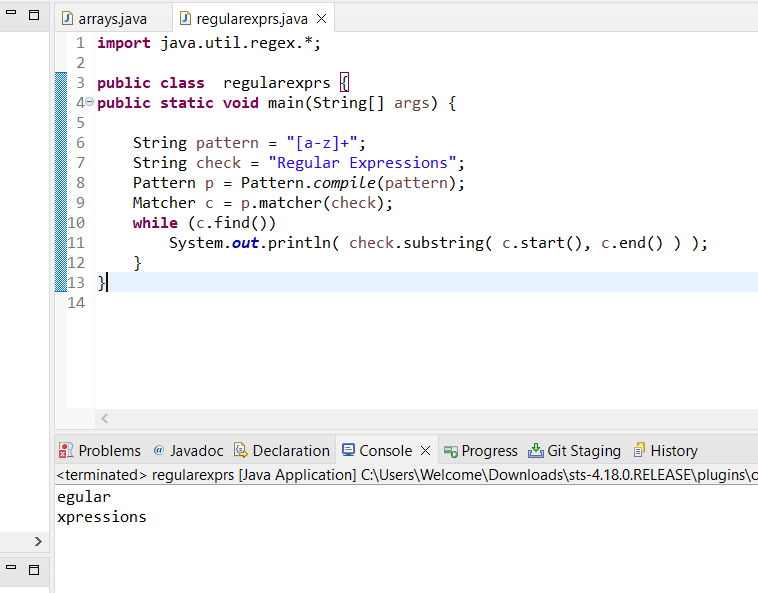 arrays.java regularexprs.java
1 import java.util.regex.*;
2
3 public class  regularexprs {
4 public static void main(String[] args) {
5
6     String pattern = "[a-z]+";
7     String check = "Regular Expressions";
8     Pattern p = Pattern.compile(pattern);
9     Matcher c = p.matcher(check);
10     while (c.find())
11         System.out.println( check.substring( c.start(), c.end() ) );
12     }
13 }
14
Problems @ Javadoc Declaration Console Progress Git Staging History
<terminated> regularexprs [Java Application] C:\Users\Welcome\Downloads\sts-4.18.0.RELEASE\plugins\o
egular
xpressions